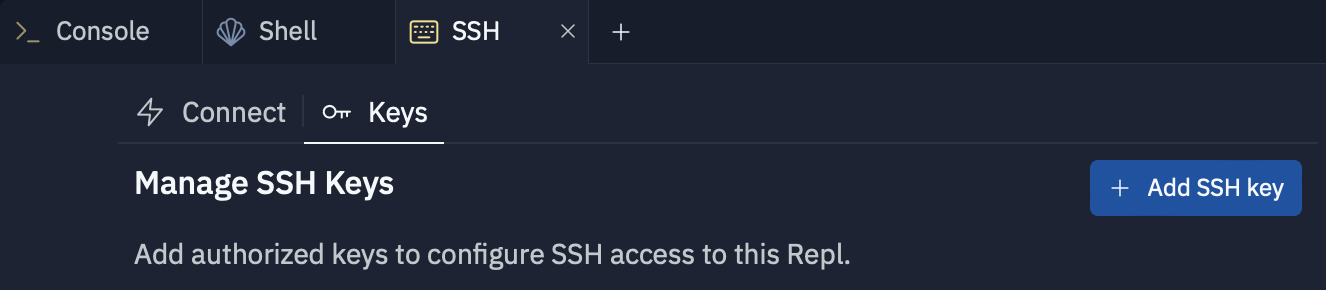 Console Shell SSH
Connect Keys
Manage SSH Keys
Add SSH key
Add authorized keys to configure SSH access to this Repl.